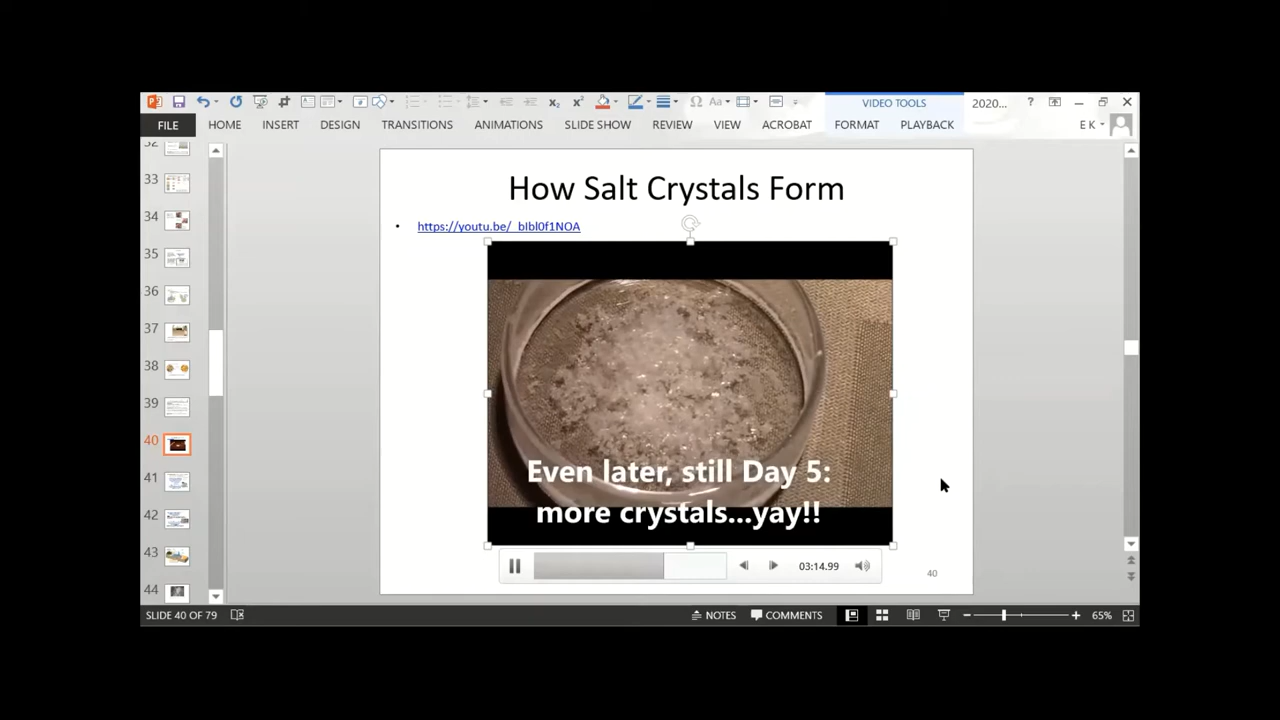 2020...
VIDEO TOOLS
E K
FILE HOME INSERT DESIGN TRANSITIONS ANIMATIONS SLIDE SHOW REVIEW VIEW ACROBAT FORMAT PLAYBACK
32
33
34
35
36
37
38
39
40
41
42
43
44
How Salt Crystals Form
• https://youtu.be/_bIbl0f1NOA
Even later, still Day 5:
more crystals...yay!!
03:14.99
40
SLIDE 40 OF 79
NOTES COMMENTS 65%